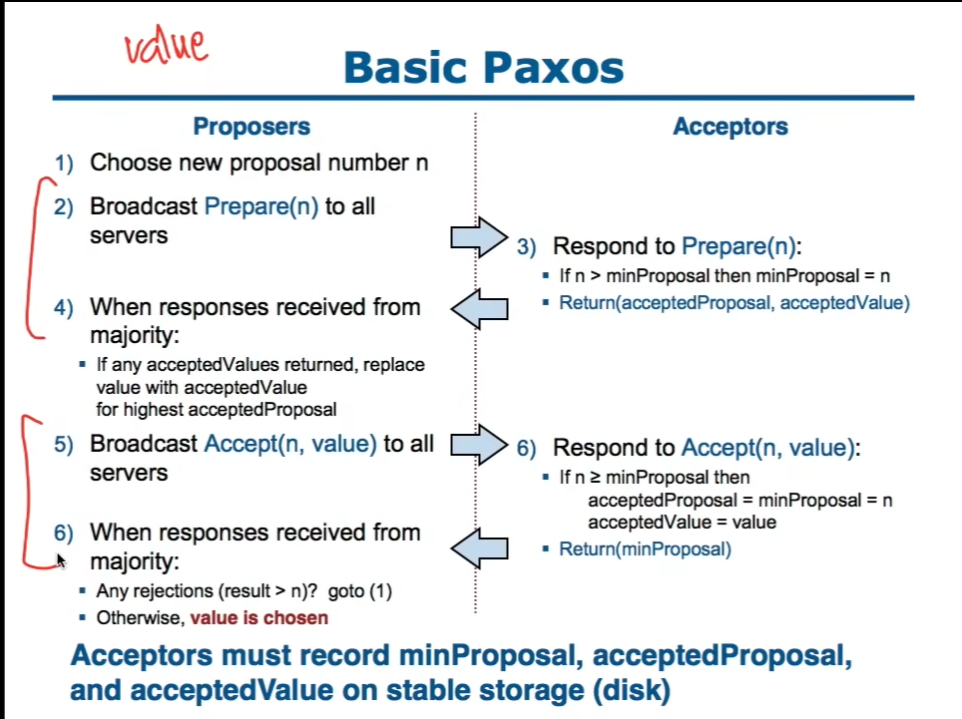 value
Basic Paxos
Proposers
1) Choose new proposal number n
2) Broadcast Prepare(n) to all
servers
4) When responses received from
majority:
▪ If any acceptedValues returned, replace
value with acceptedValue
for highest acceptedProposal
5) Broadcast Accept(n, value) to all
servers
6) When responses received from
majority:
▪ Any rejections (result > n)? goto (1)
▪ Otherwise, value is chosen
Acceptors
3) Respond to Prepare(n):
▪ If n > minProposal then minProposal = n
▪ Return(acceptedProposal, acceptedValue)
6) Respond to Accept(n, value):
▪ If n ≥ minProposal then
acceptedProposal = minProposal = n
acceptedValue = value
▪ Return(minProposal)
Acceptors must record minProposal, acceptedProposal,
and acceptedValue on stable storage (disk)